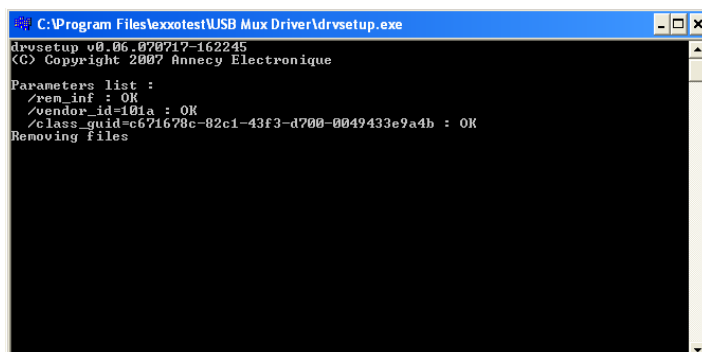 C:\Program Files\exxotest\USB Mux Driver\drvsetup.exe
drvsetup v0.06.070717-162245
(C) Copyright 2007 Annecy Electronique
Parameters list :
/rem_inf : OK
/vendor_id=101a : OK
/class_guid=c671678c-82c1-43f3-d700-0049433e9a4b : OK
Removing files